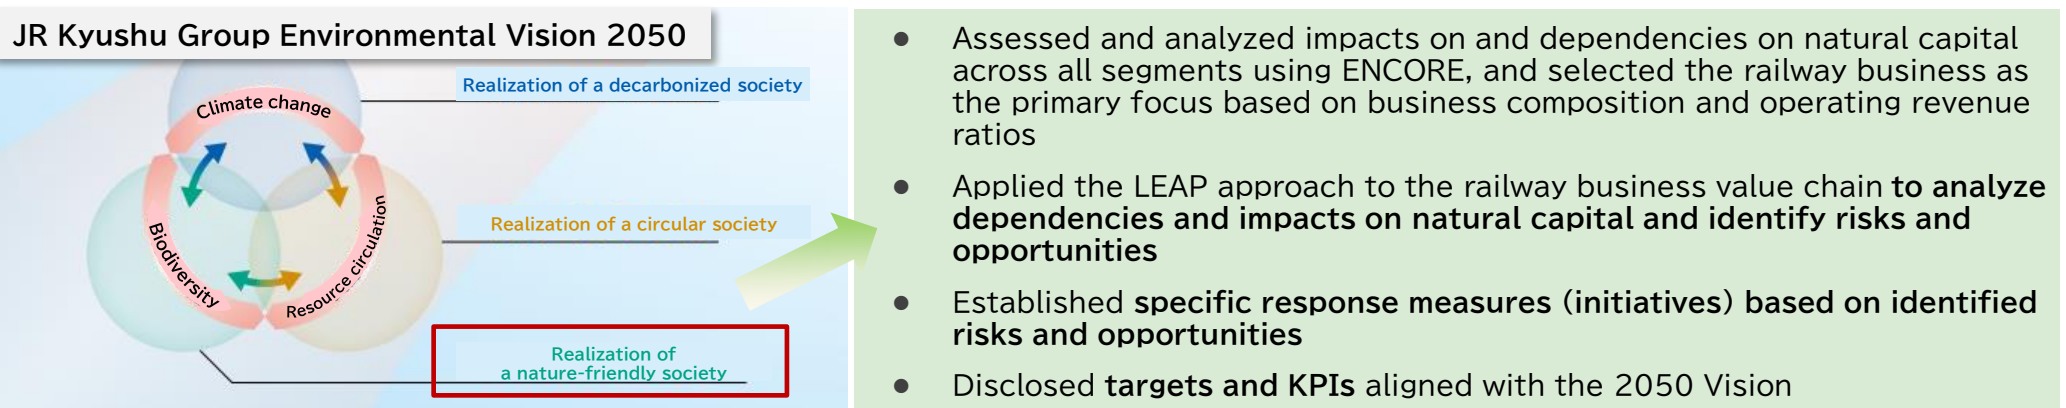 JR Kyushu Group Environmental Vision 2050
Climate change
Biodiversity
Resource circulation
Realization of a decarbonized society
Realization of a circular society
Realization of
a nature-friendly society
● Assessed and analyzed impacts on and dependencies on natural capital
across all segments using ENCORE, and selected the railway business as
the primary focus based on business composition and operating revenue
ratios
● Applied the LEAP approach to the railway business value chain to analyze
dependencies and impacts on natural capital and identify risks and
opportunities
● Established specific response measures (initiatives) based on identified
risks and opportunities
● Disclosed targets and KPIs aligned with the 2050 Vision